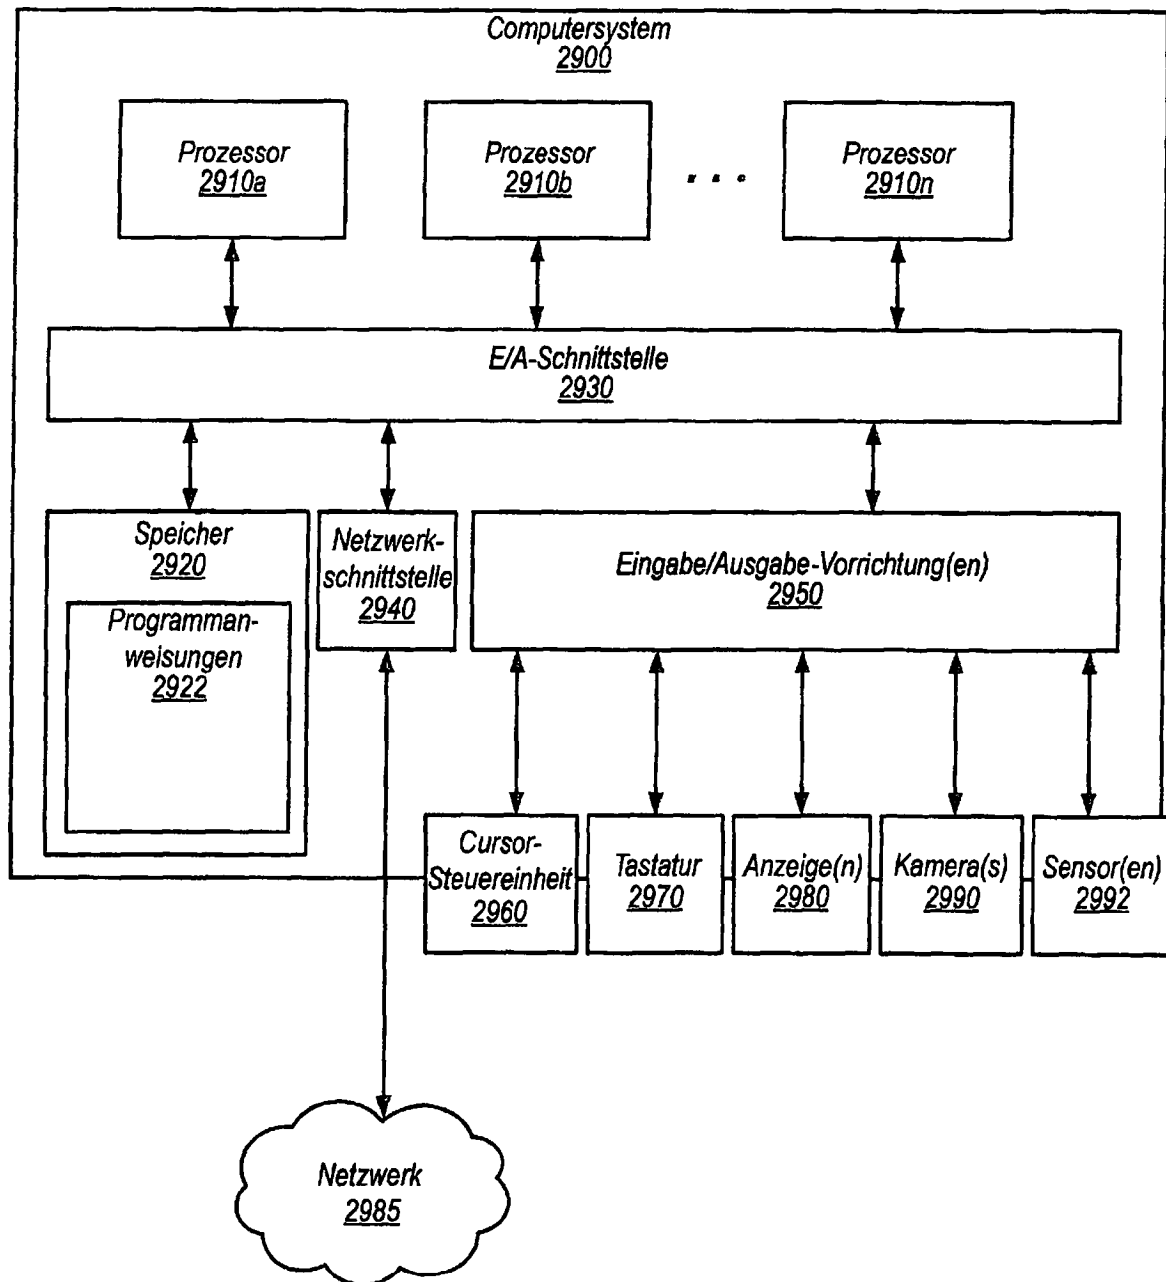 Computersystem
2900
Prozessor
2910a
Prozessor
2910b
Prozessor
2910n
E/A-Schnittstelle
2930
Speicher
2920
Programman-
weisungen
2922
Netzwerk-
schnittstelle
2940
Eingabe/Ausgabe-Vorrichtung(en)
2950
Cursor-
Steuereinheit
2960
Tastatur
2970
Anzeige(n)
2980
Kamera(s)
2990
Sensor(en)
2992
Netzwerk
2985